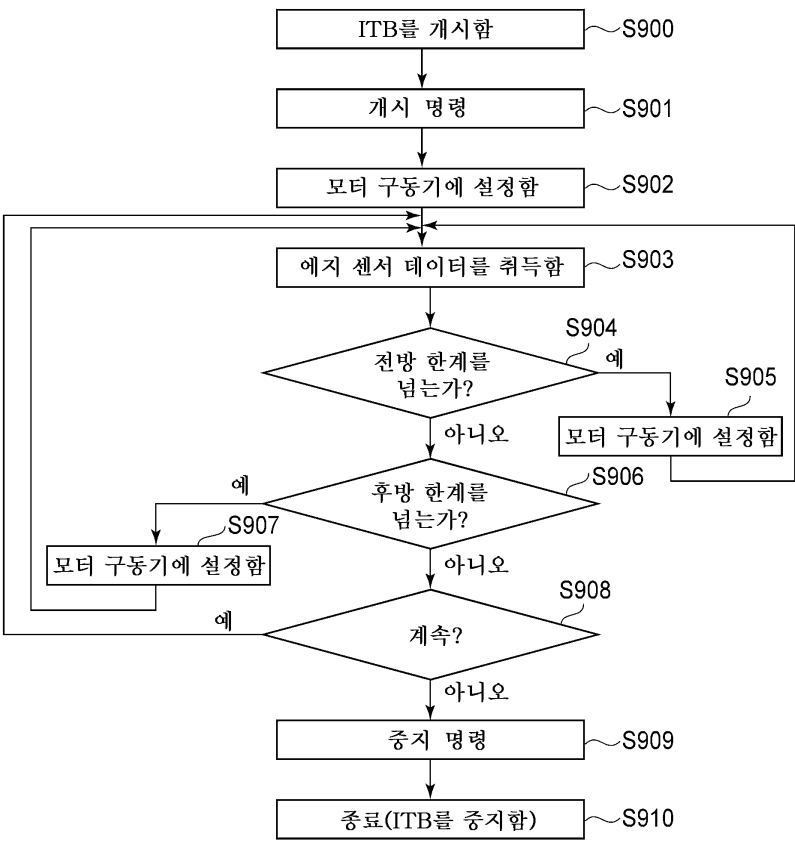 ITB를 개시함
S900
개시 명령
S901
모터 구동기에 설정함
S902
에지 센서 데이터를 취득함
S903
S904
전방 한계를
넘는가?
예
S905
모터 구동기에 설정함
아니오
S906
후방 한계를
넘는가?
예
S907
모터 구동기에 설정함
아니오
S908
계속?
예
아니오
중지 명령
S909
종료(ITB를 중지함)
S910